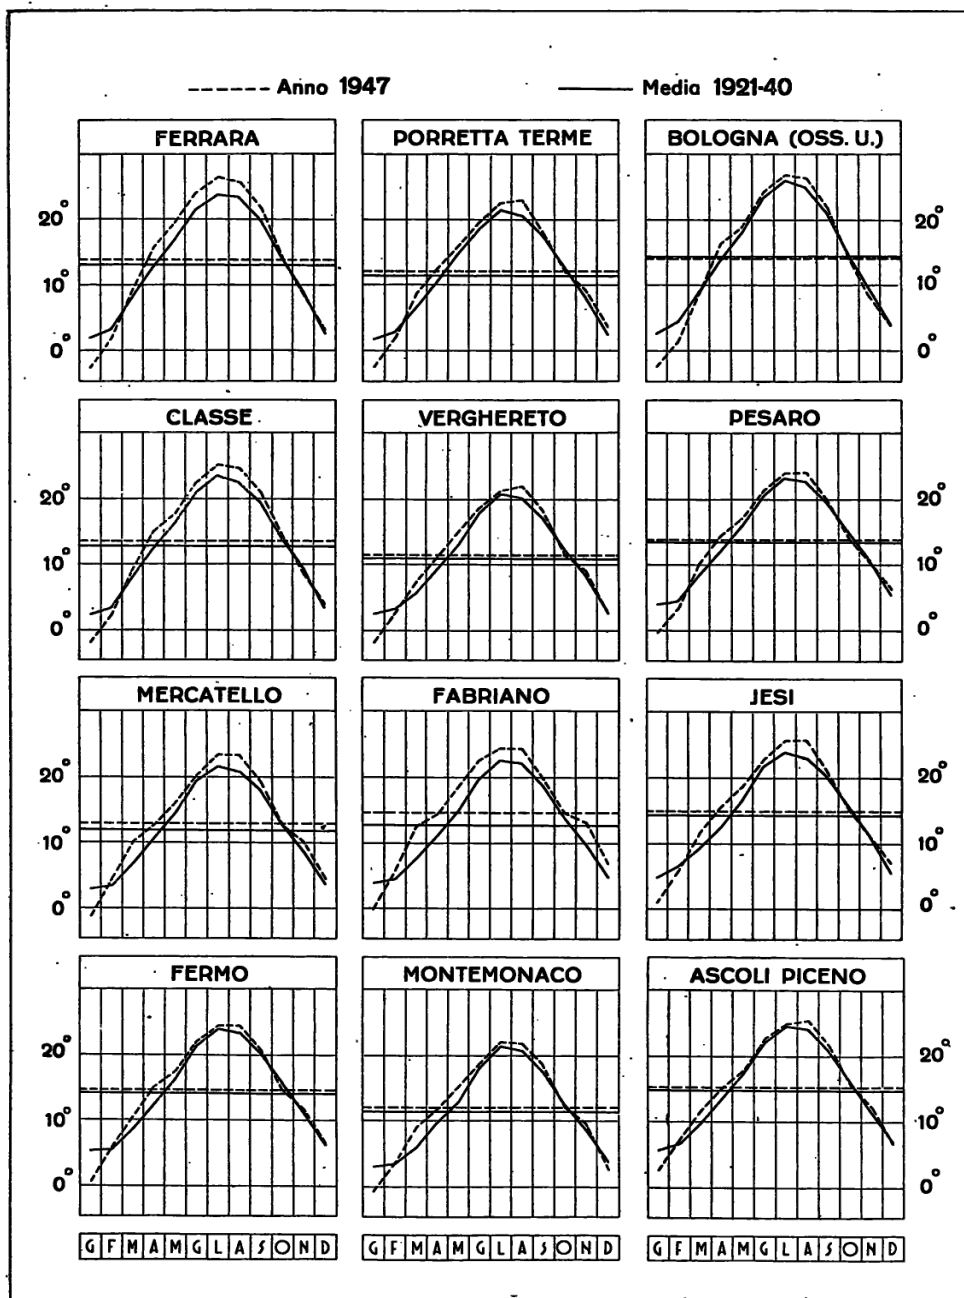 Anno 1947 Media 1921-40
FERRARA PORRETTA TERME BOLOGNA (OSS. U.)
20° 20°
10° 10°
0° 0°
CLASSE VERGHERETO PESARO
20° 20°
10° 10°
0° 0°
MERCATELLO FABRIANO JESI
20° 20°
10° 10°
0° 0°
FERMO MONTEMONACO ASCOLI PICENO
20° 20°
10° 10°
0° 0°
G F M A M G L A S O N D G F M A M G L A S O N D G F M A M G L A S O N D